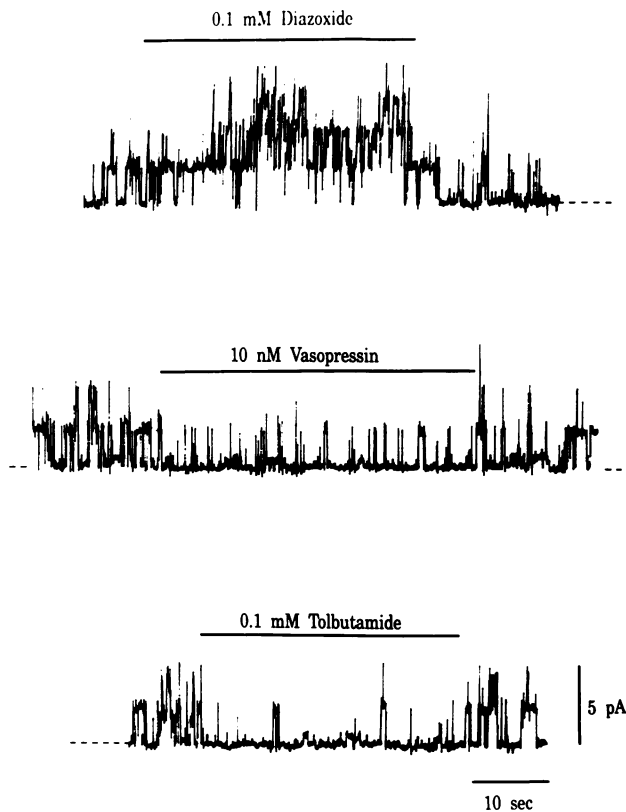 0.1 mM Diazoxide
10 nM Vasopressin
0.1 mM Tolbutamide
5 pA
10 sec